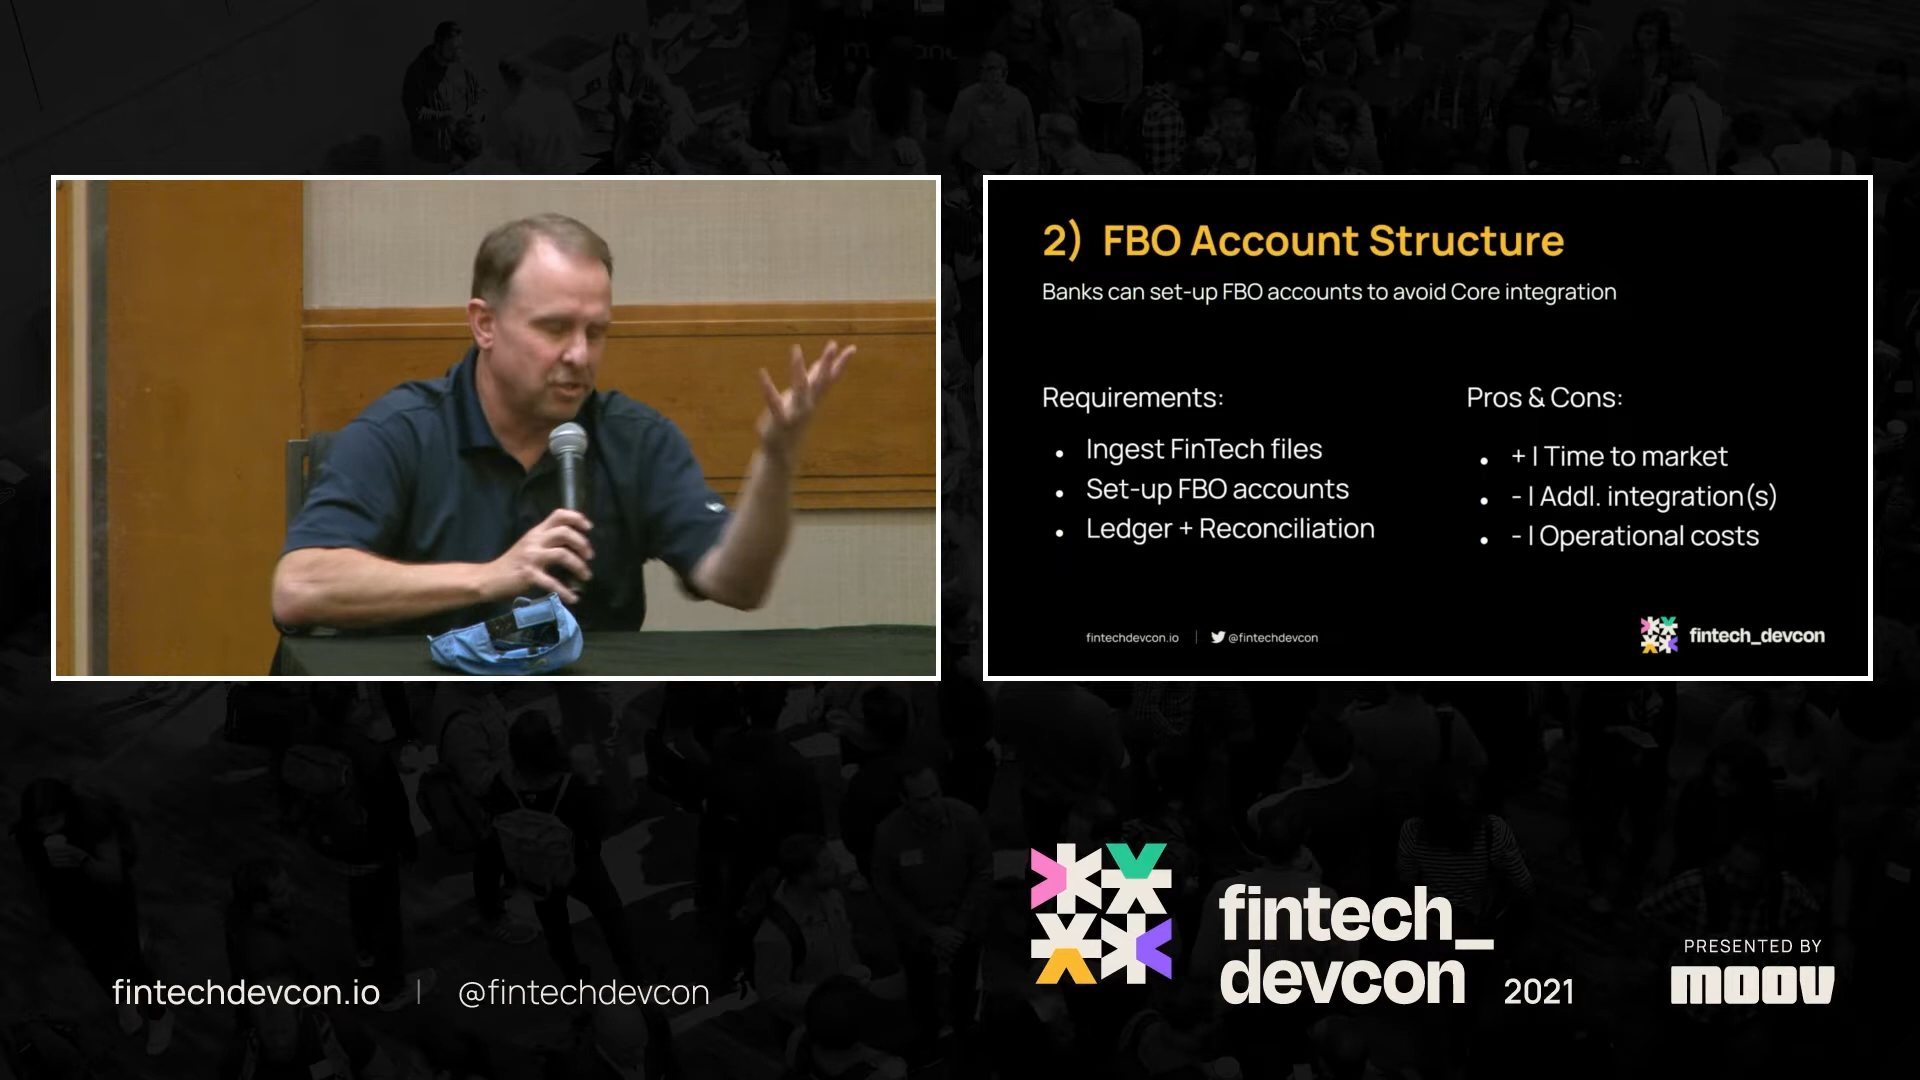 2) FBO Account Structure
Banks can set-up FBO accounts to avoid Core integration
Requirements:
• Ingest FinTech files
• Set-up FBO accounts
• Ledger + Reconciliation
Pros & Cons:
• + | Time to market
• - | Addl. integration(s)
• - | Operational costs
fintechdevcon.io | @fintechdevcon
fintech_devcon
fintechdevcon.io | @fintechdevcon
fintech_
devcon 2021
PRESENTED BY
moov